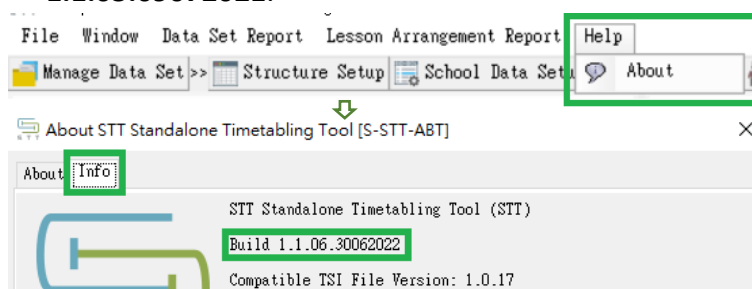 File Window Data Set Report Lesson Arrangement Report Help
Manage Data Set >> Structure Setup School Data Setu About
About STT Standalone Timetabling Tool [S-STT-ABT]
About Info
STT Standalone Timetabling Tool (STT)
Build 1.1.06.30062022
Compatible TSI File Version: 1.0.17